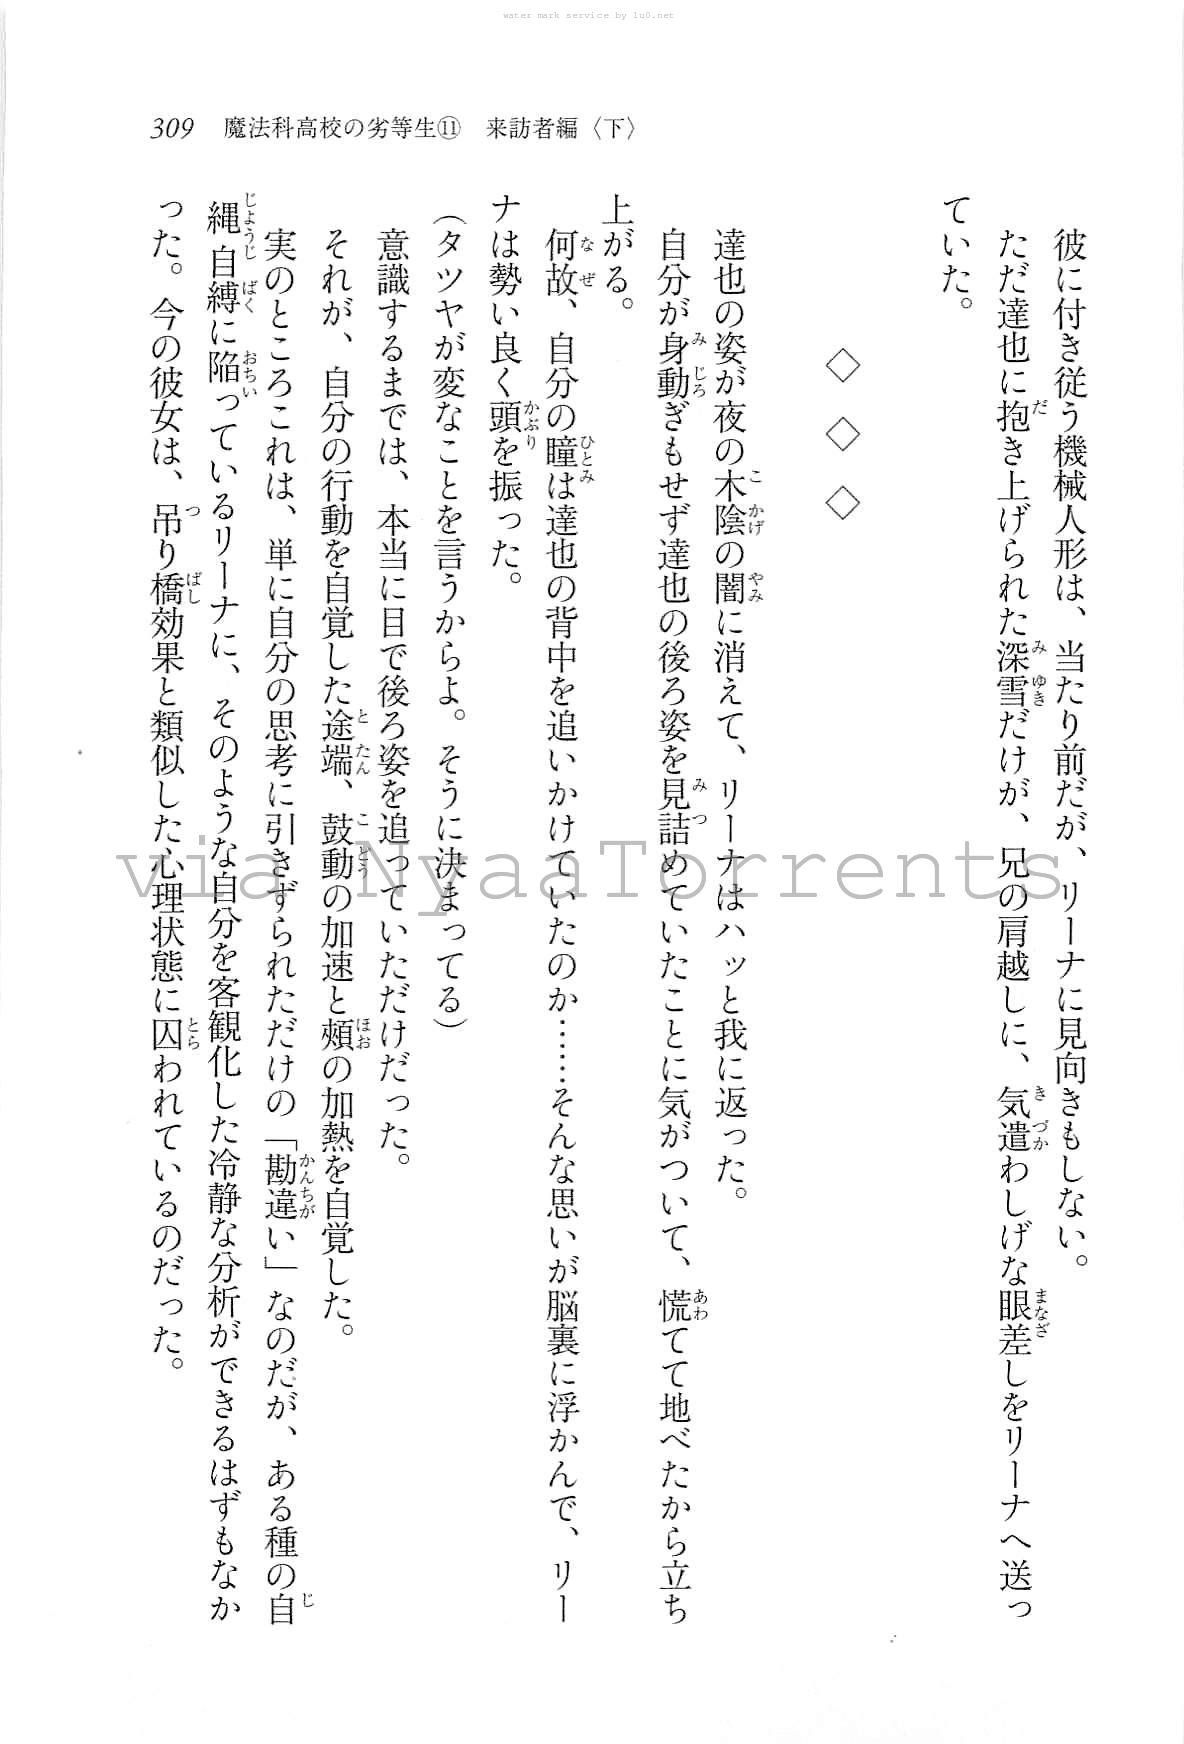 water mark service by lu0.net
309 魔法科高校の劣等生⑪ 来訪者編〈下〉
彼に付き従う機械人形は、当たり前だが、リーナに見向きもしない。
ただ達也に抱き上げられた深雪だけが、兄の肩越しに、気遣わしげな眼差しをリーナへ送っ
ていた。
◇ ◇ ◇
達也の姿が夜の木陰の闇に消えて、リーナはハッと我に返った。
自分が身動ぎもせず達也の後ろ姿を見詰めていたことに気がついて、慌てて地べたから立ち
上がる。
何故、自分の瞳は達也の背中を追いかけていたのか……そんな思いが脳裏に浮かんで、リー
ナは勢い良く頭を振った。
(タツヤが変なことを言うからよ。そうに決まってる)
意識するまでは、本当に目で後ろ姿を追っていただけだった。
それが、自分の行動を自覚した途端、鼓動の加速と頰の加熱を自覚した。
実のところこれは、単に自分の思考に引きずられただけの「勘違い」なのだが、ある種の自
縄自縛に陥っているリーナに、そのような自分を客観化した冷静な分析ができるはずもなか
った。今の彼女は、吊り橋効果と類似した心理状態に囚われているのだった。
via NyaaTorrents